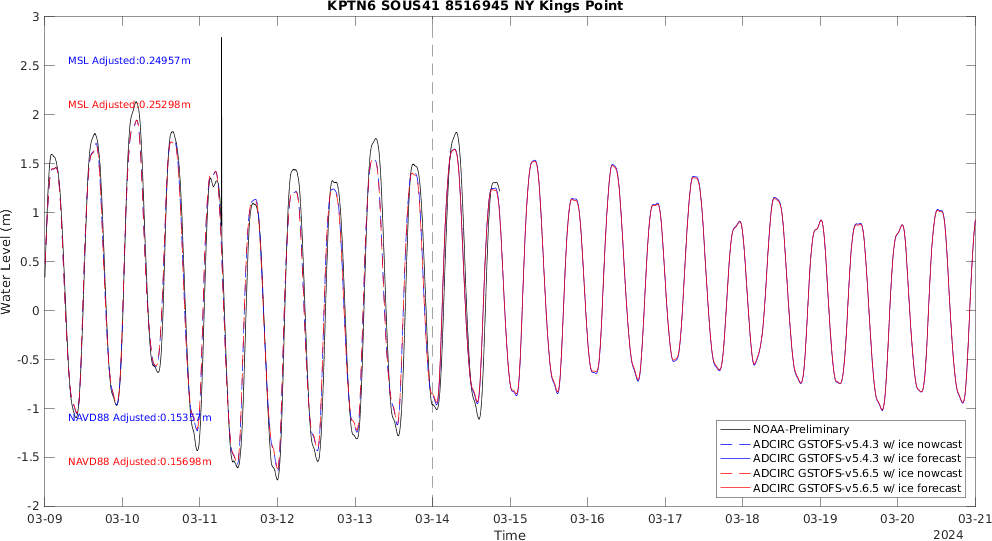 KPTN6 SOUS41 8516945 NY Kings Point
3
2.5
2
1.5
1
0.5
0
-0.5
-1
-1.5
-2
Water Level (m)
MSL Adjusted:0.24957m
MSL Adjusted:0.25298m
NAVD88 Adjusted:0.15357m
NAVD88 Adjusted:0.15698m
NOAA-Preliminary
ADCIRC GSTOFS-v5.4.3 w/ ice nowcast
ADCIRC GSTOFS-v5.4.3 w/ ice forecast
ADCIRC GSTOFS-v5.6.5 w/ ice nowcast
ADCIRC GSTOFS-v5.6.5 w/ ice forecast
03-09 03-10 03-11 03-12 03-13 03-14 03-15 03-16 03-17 03-18 03-19 03-20 03-21
Time
2024